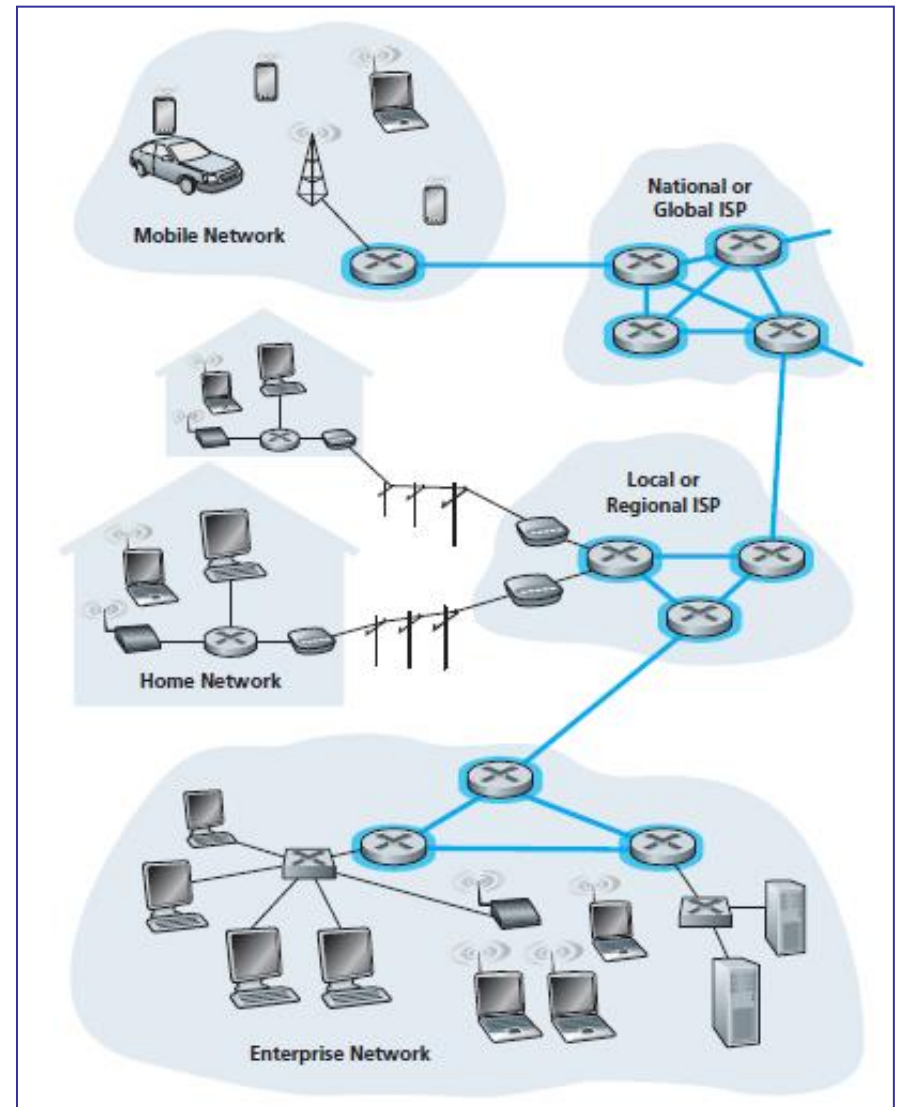 Mobile Network
National or
Global ISP
Local or
Regional ISP
Home Network
Enterprise Network